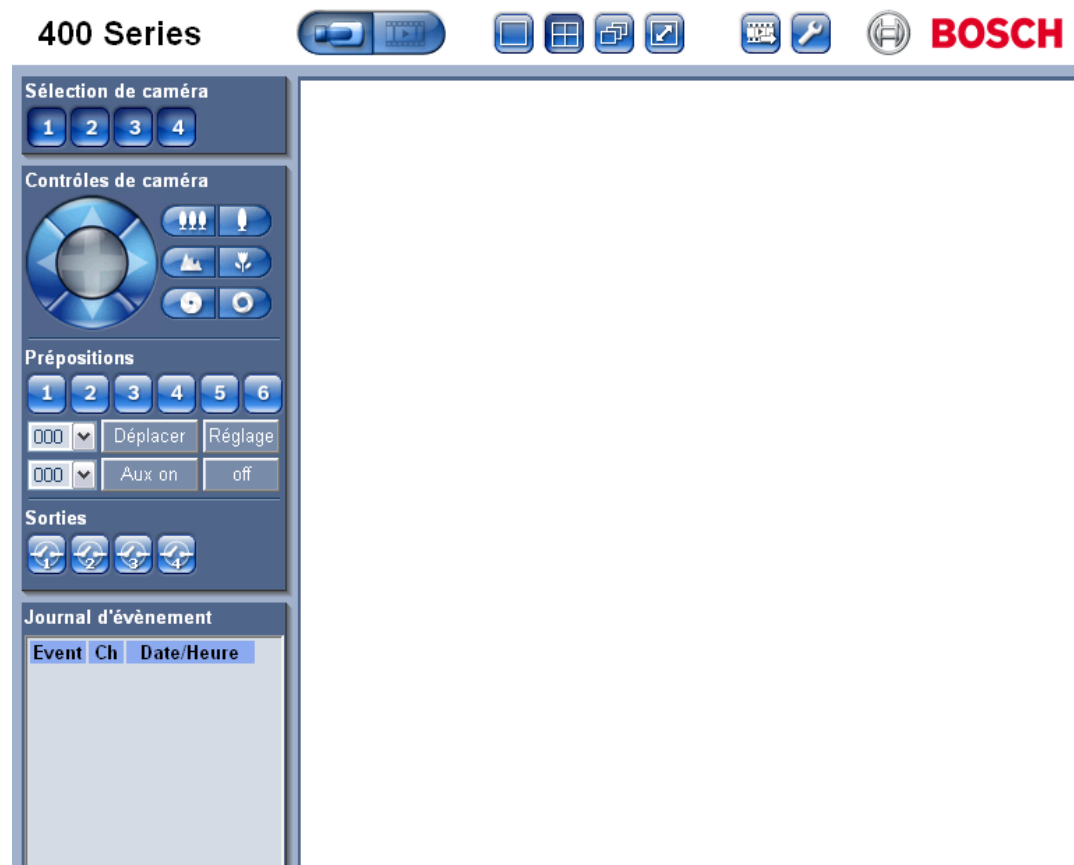 400 Series
BOSCH
Sélection de caméra
1 2 3 4
Contrôles de caméra
Prépositions
1 2 3 4 5 6
000 Déplacer Réglage
000 Aux on off
Sorties
1 2 3 4
Journal d'évènement
Event Ch Date/Heure